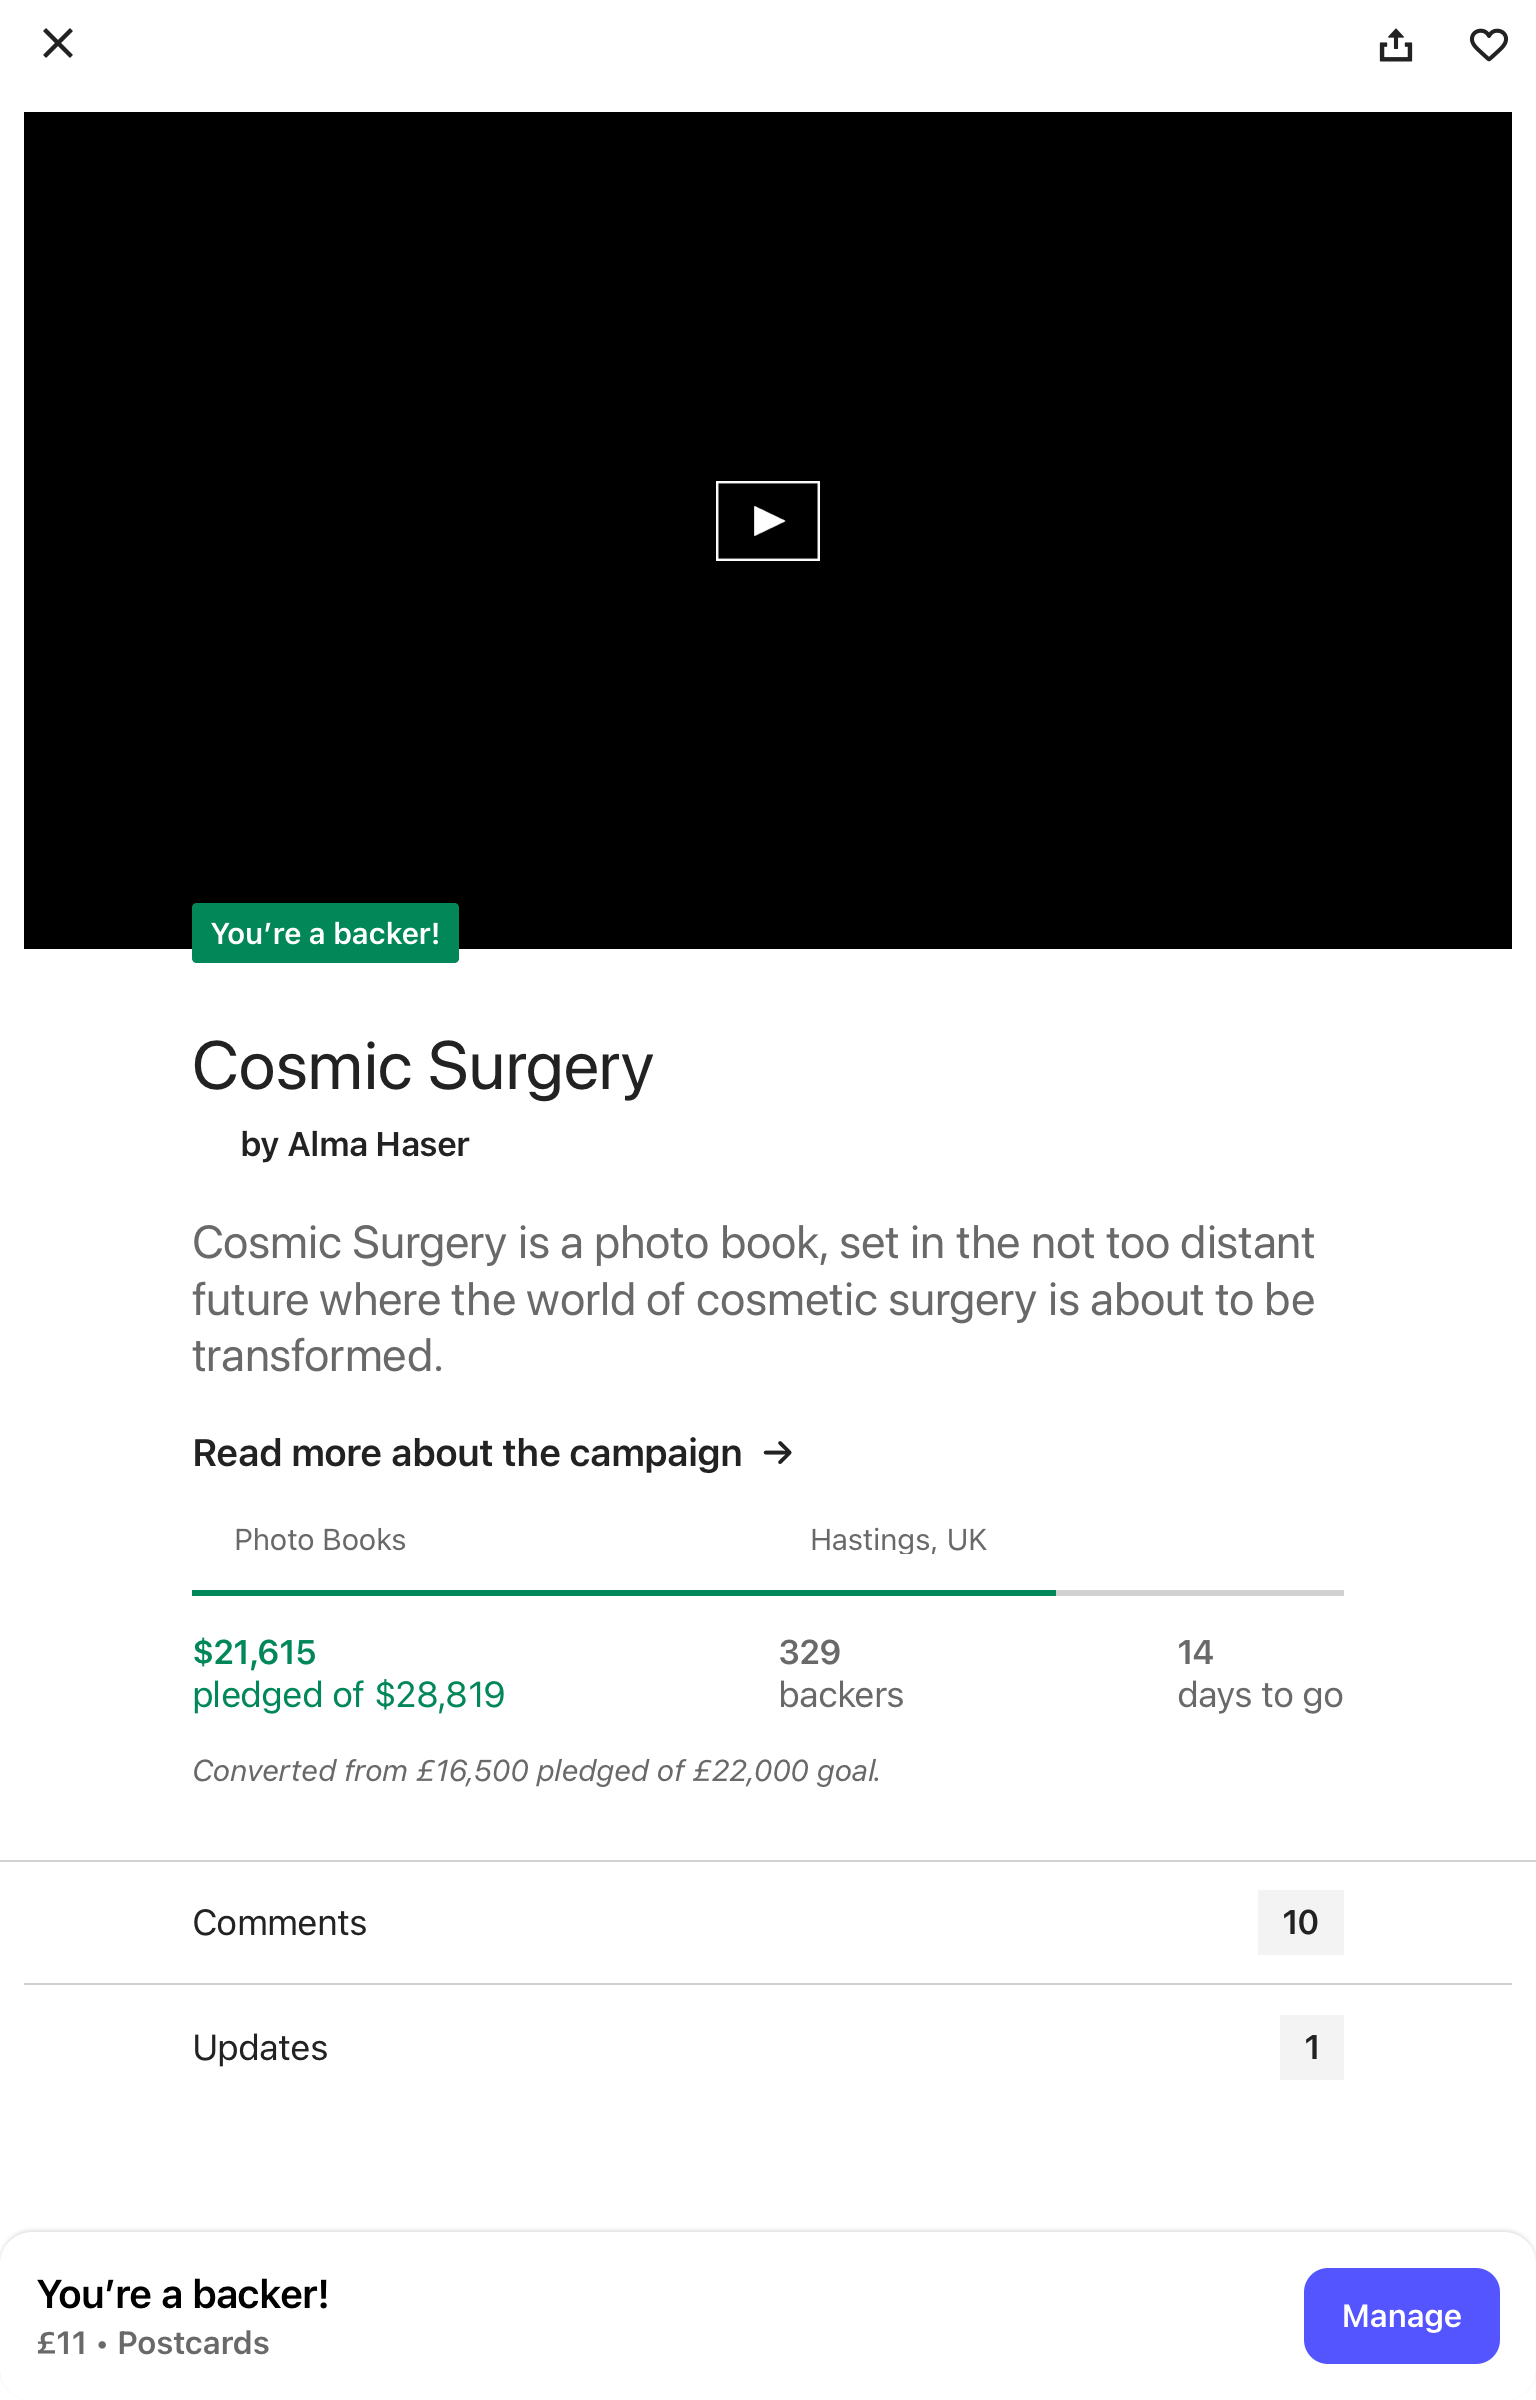 You’re a backer!
Cosmic Surgery
by Alma Haser
Cosmic Surgery is a photo book, set in the not too distant
future where the world of cosmetic surgery is about to be
transformed.
Read more about the campaign
Photo Books
Hastings, UK
$21,615
pledged of $28,819
329
backers
14
days to go
Converted from £16,500 pledged of £22,000 goal.
Comments
10
Updates
1
You’re a backer!
£11 • Postcards
Manage